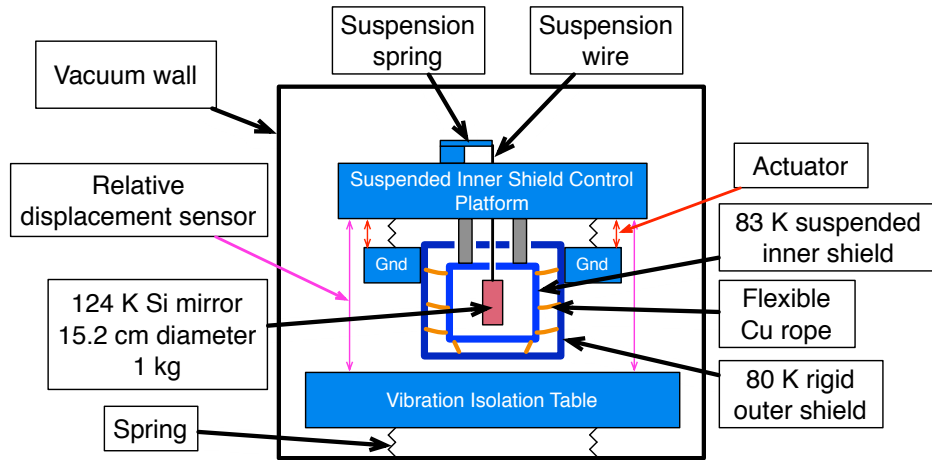 Suspension
spring
Suspension
wire
Vacuum wall
Relative
displacement sensor
Suspended Inner Shield Control
Platform
Actuator
83 K suspended
inner shield
Gnd
Gnd
124 K Si mirror
15.2 cm diameter
1 kg
Flexible
Cu rope
80 K rigid
outer shield
Vibration Isolation Table
Spring